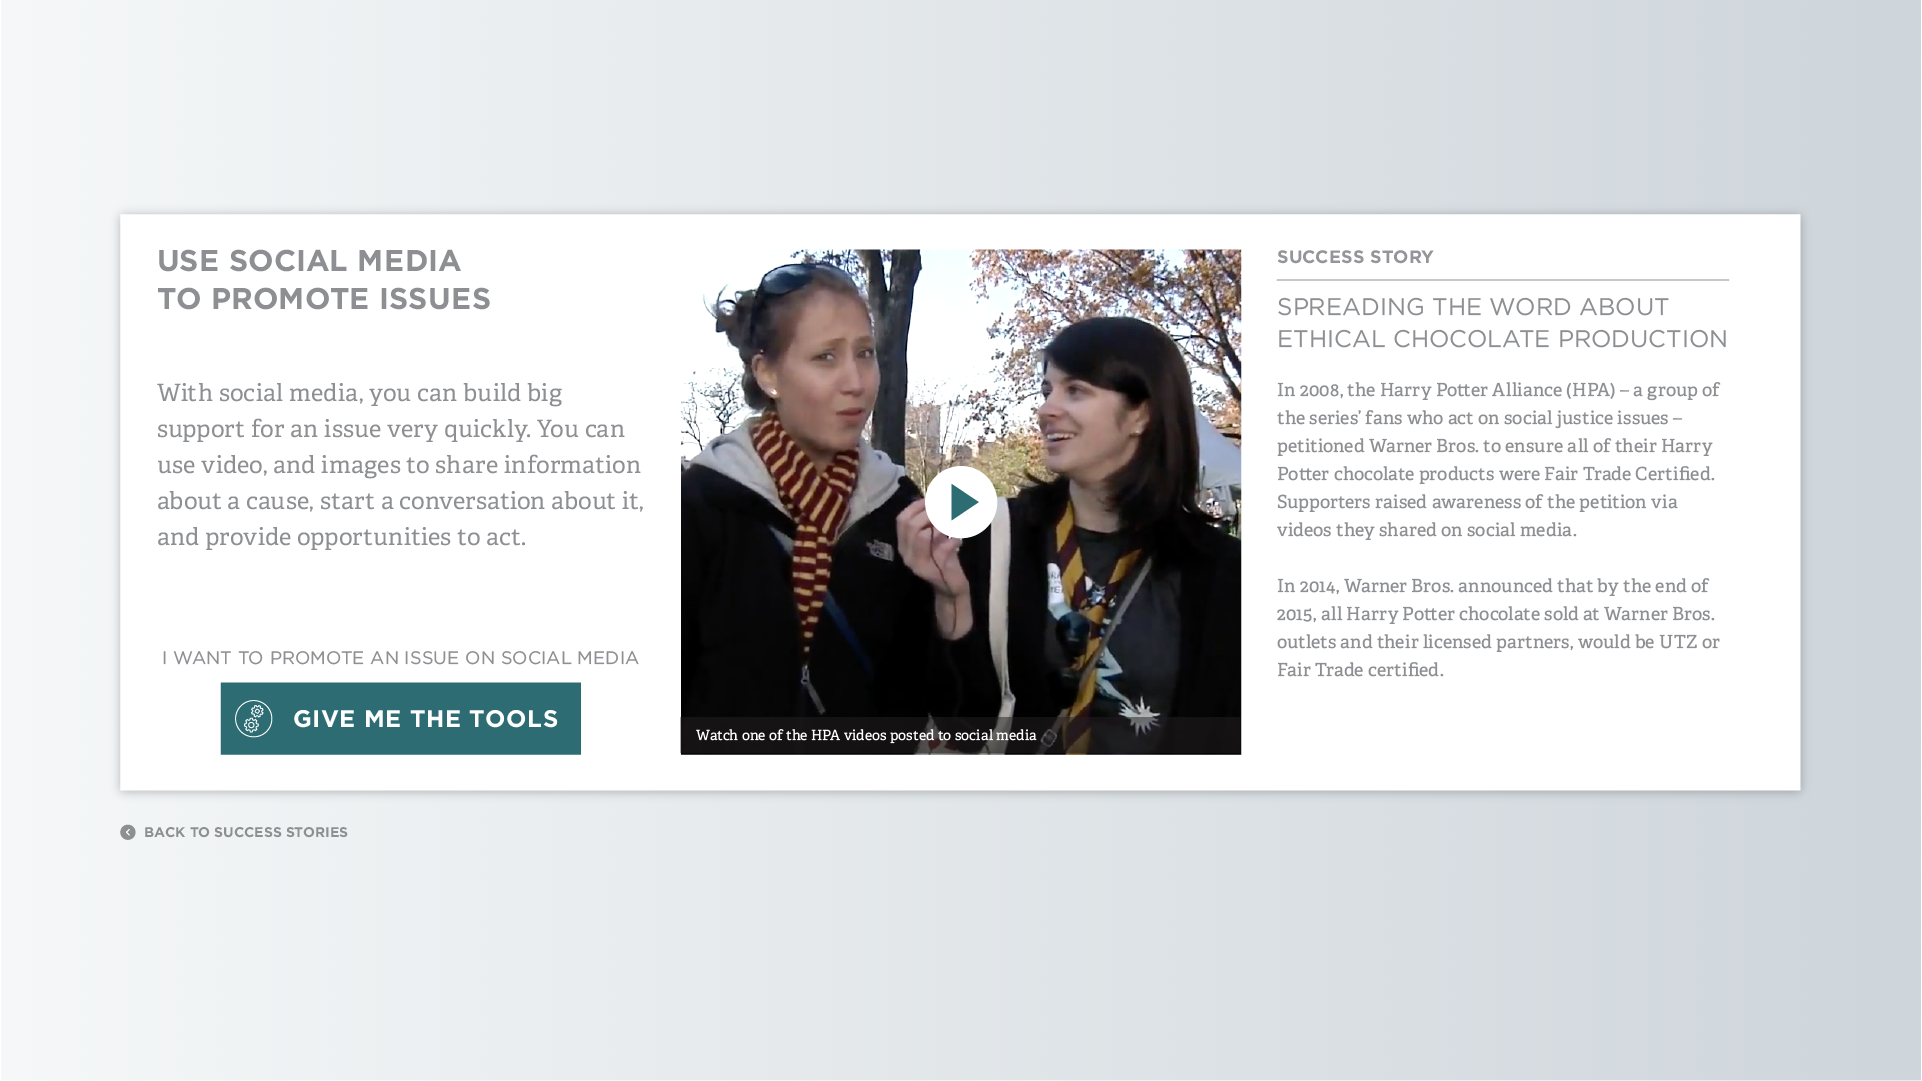 USE SOCIAL MEDIA
TO PROMOTE ISSUES
With social media, you can build big
support for an issue very quickly. You can
use video, and images to share information
about a cause, start a conversation about it,
and provide opportunities to act.
I WANT TO PROMOTE AN ISSUE ON SOCIAL MEDIA
GIVE ME THE TOOLS
Watch one of the HPA videos posted to social media
SUCCESS STORY
SPREADING THE WORD ABOUT
ETHICAL CHOCOLATE PRODUCTION
In 2008, the Harry Potter Alliance (HPA) – a group of
the series’ fans who act on social justice issues –
petitioned Warner Bros. to ensure all of their Harry
Potter chocolate products were Fair Trade Certified.
Supporters raised awareness of the petition via
videos they shared on social media.
In 2014, Warner Bros. announced that by the end of
2015, all Harry Potter chocolate sold at Warner Bros.
outlets and their licensed partners, would be UTZ or
Fair Trade certified.
BACK TO SUCCESS STORIES